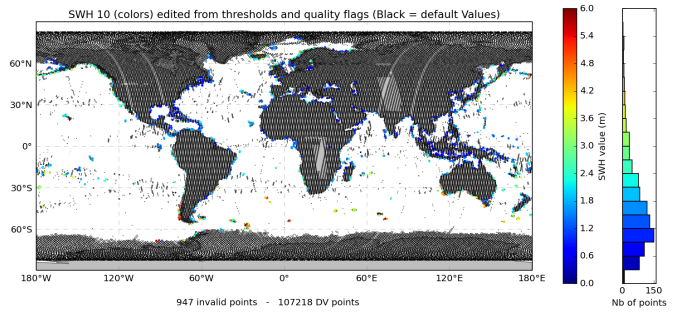 SWH 10 (colors) edited from thresholds and quality flags (Black = default Values)
60°N
30°N
0°
30°S
60°S
180°W 120°W 60°W 0° 60°E 120°E 180°E
947 invalid points - 107218 DV points
6.0
5.4
4.8
4.2
3.6
3.0
2.4
1.8
1.2
0.6
0.0
SWH value (m)
0 150
Nb of points